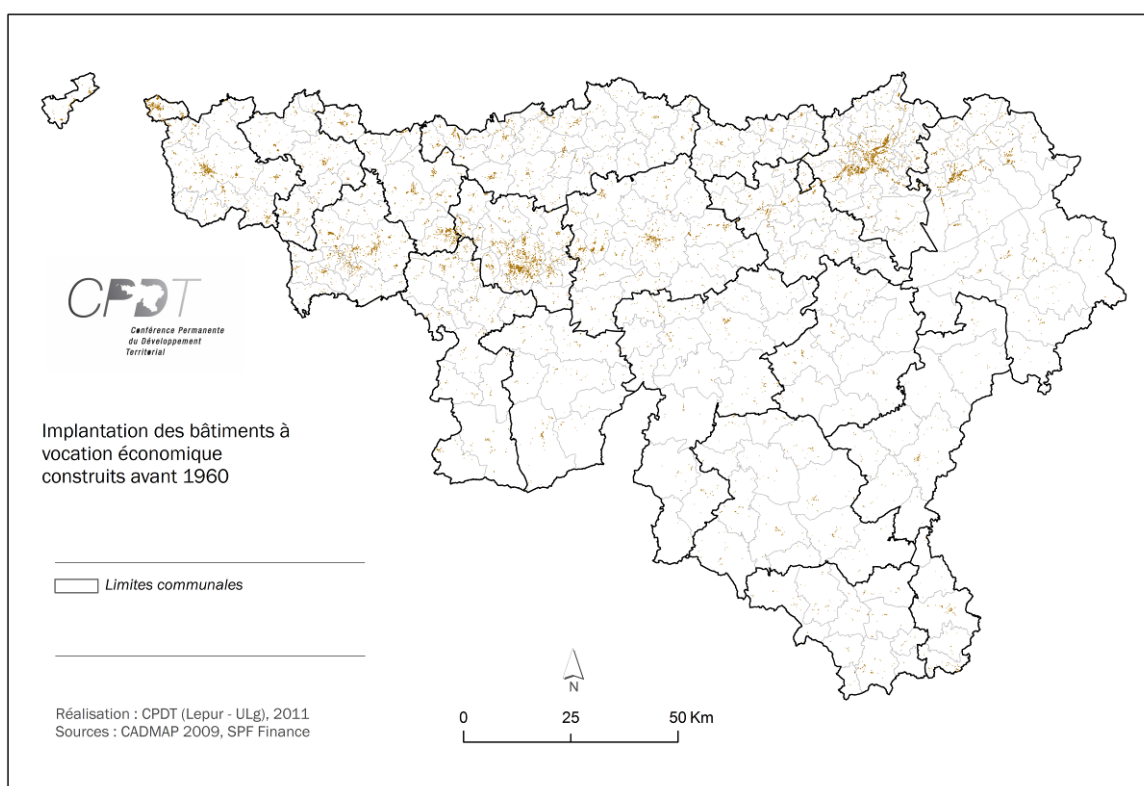 CPDT
Conférence Permanente
du Développement
Territorial
Implantation des bâtiments à
vocation économique
construits avant 1960
Limites communales
Réalisation : CPDT (Lepur - ULg), 2011
Sources : CADMAP 2009, SPF Finance
N
0 25 50 Km